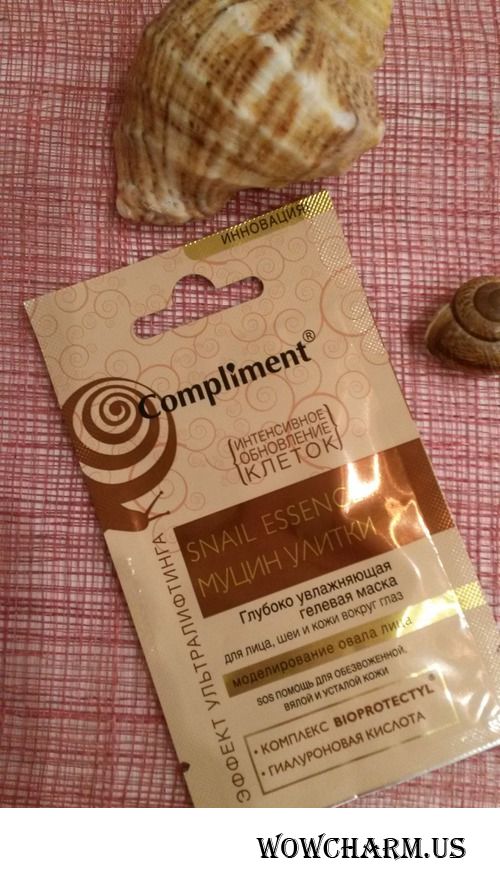 ИННОВАЦИЯ
Compliment®
ИНТЕНСИВНОЕ
ОБНОВЛЕНИЕ
КЛЕТОК
SNAIL ESSENCE
МУЦИН УЛИТКИ
Глубоко увлажняющая
гелевая маска
для лица, шеи и кожи вокруг глаз
моделирование овала лица
SOS ПОМОЩЬ ДЛЯ ОБЕЗВОЖЕННОЙ,
ВЯЛОЙ И УСТАЛОЙ КОЖИ
• КОМПЛЕКС BIOPROTECTYL®
• ГИАЛУРОНОВАЯ КИСЛОТА
ЭФФЕКТ УЛЬТРАЛИФТИНГА
WOWCHARM.US